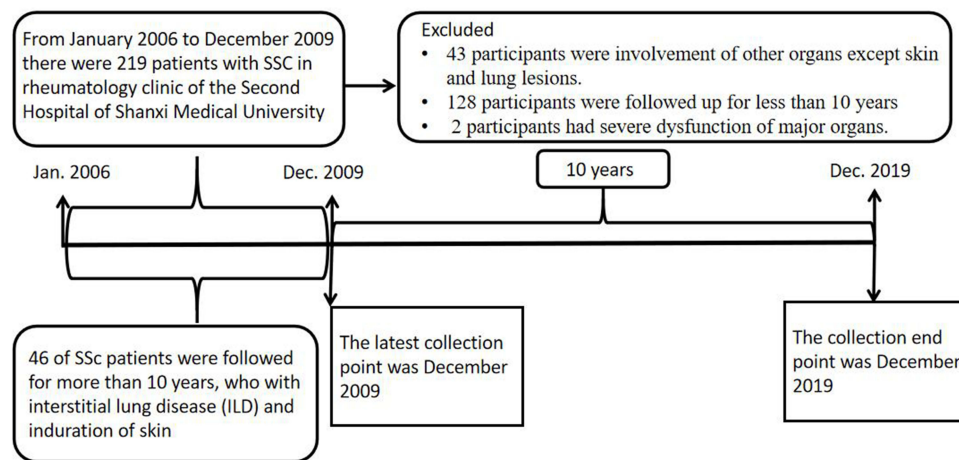 From January 2006 to December 2009
there were 219 patients with SSC in
rheumatology clinic of the Second
Hospital of Shanxi Medical University
Excluded
• 43 participants were involvement of other organs except skin
and lung lesions.
• 128 participants were followed up for less than 10 years
• 2 participants had severe dysfunction of major organs.
Jan. 2006
Dec. 2009
10 years
Dec. 2019
46 of SSc patients were followed
for more than 10 years, who with
interstitial lung disease (ILD) and
induration of skin
The latest collection
point was December
2009
The collection end
point was December
2019